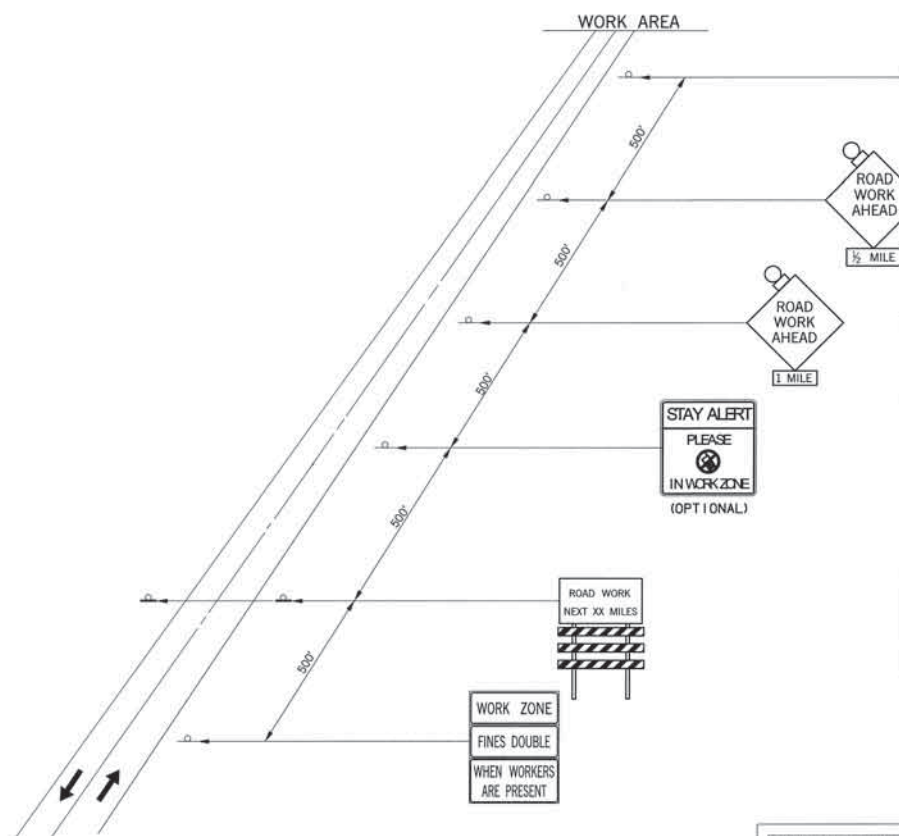 WORK AREA
500'
ROAD
WORK
AHEAD
½ MILE
500'
ROAD
WORK
AHEAD
1 MILE
500'
STAY ALERT
PLEASE
IN WORK ZONE
(OPTIONAL)
500'
ROAD WORK
NEXT XX MILES
500'
WORK ZONE
FINES DOUBLE
WHEN WORKERS
ARE PRESENT